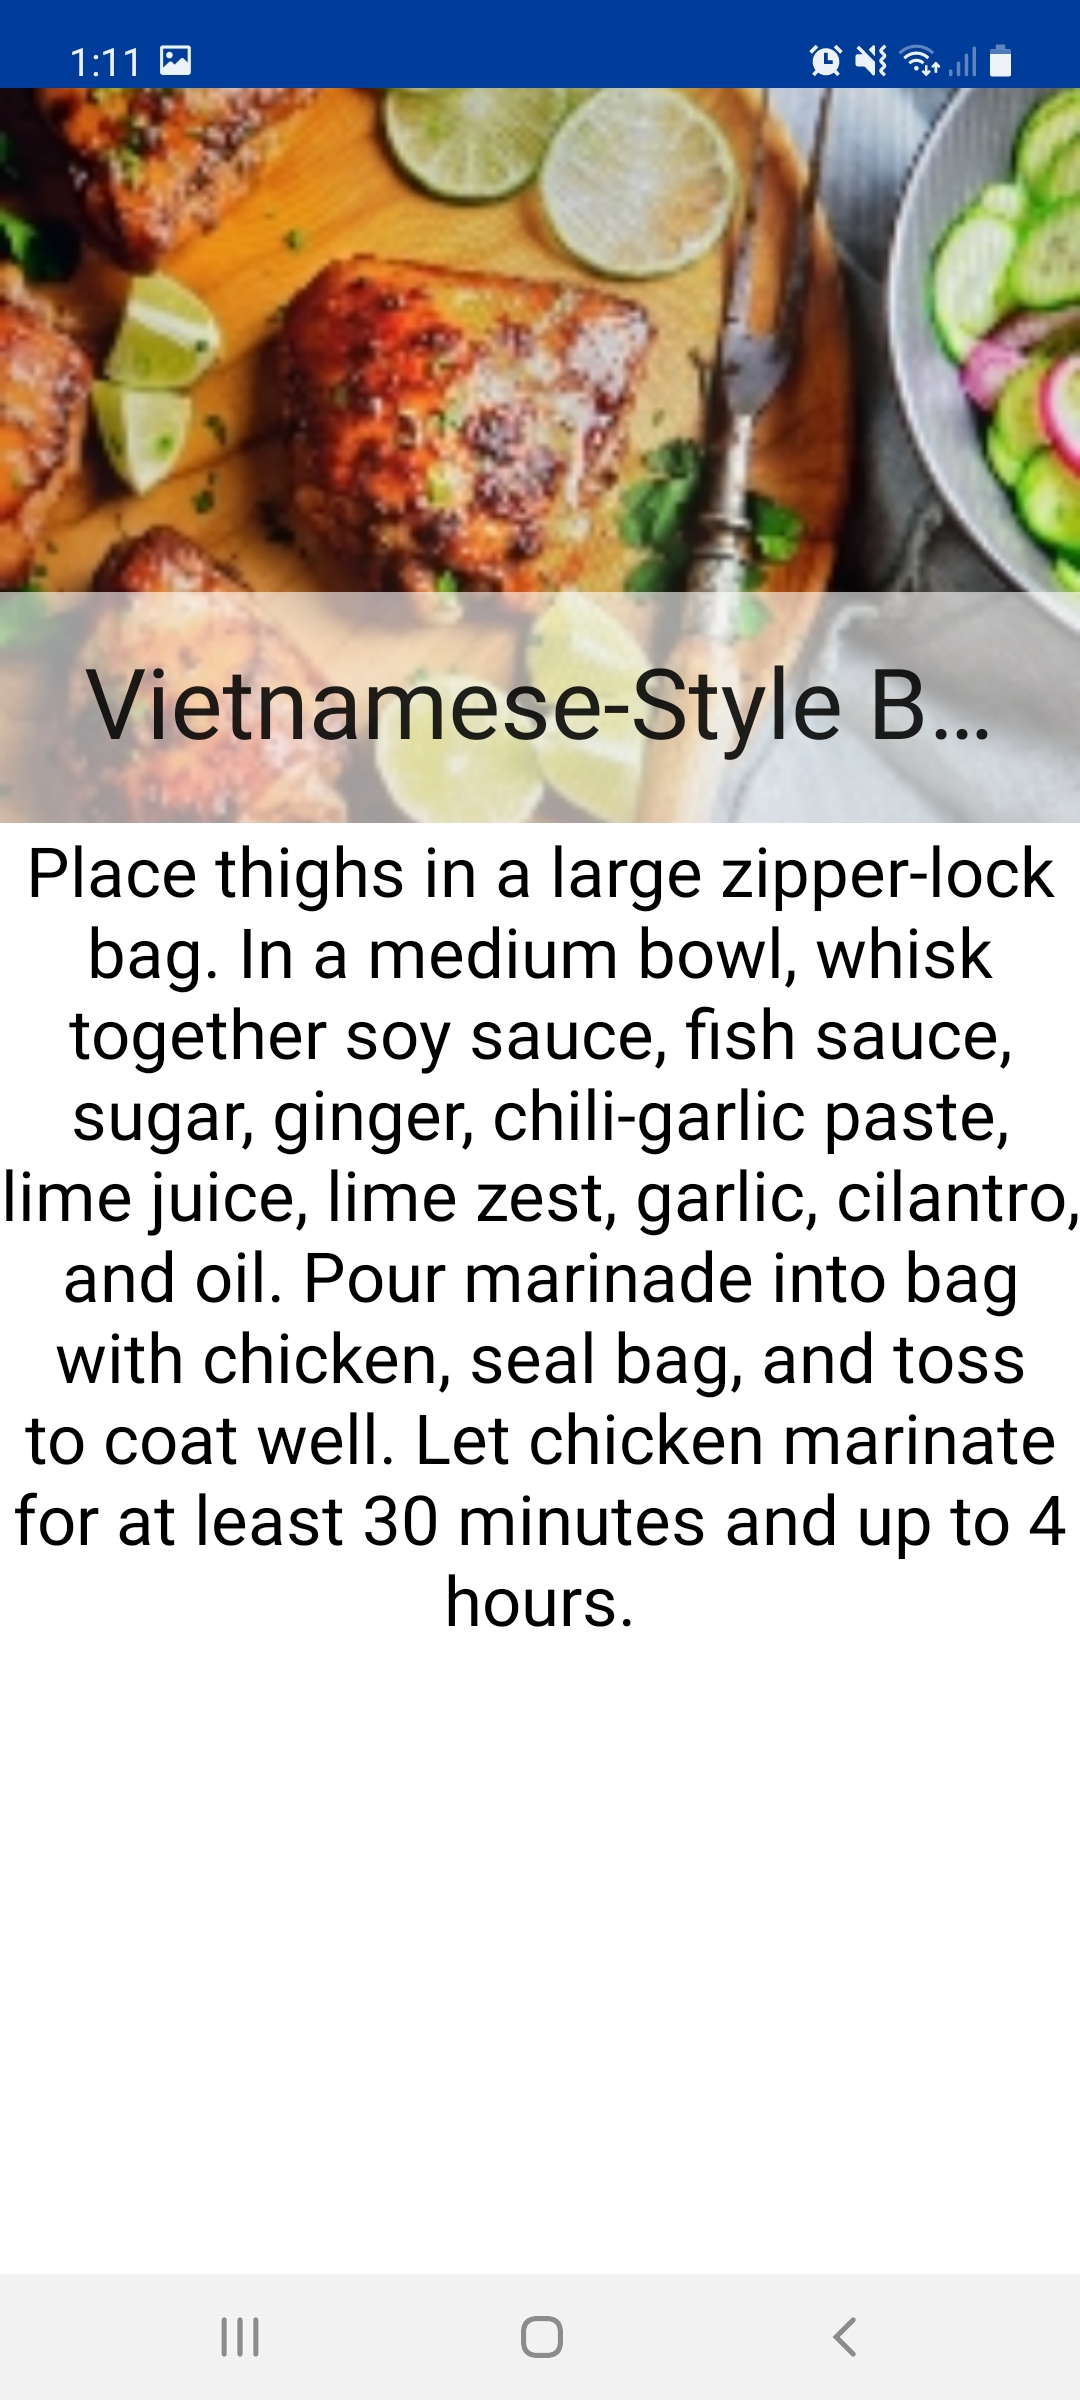 1:11
Vietnamese-Style B...
Place thighs in a large zipper-lock
bag. In a medium bowl, whisk
together soy sauce, fish sauce,
sugar, ginger, chili-garlic paste,
lime juice, lime zest, garlic, cilantro,
and oil. Pour marinade into bag
with chicken, seal bag, and toss
to coat well. Let chicken marinate
for at least 30 minutes and up to 4
hours.